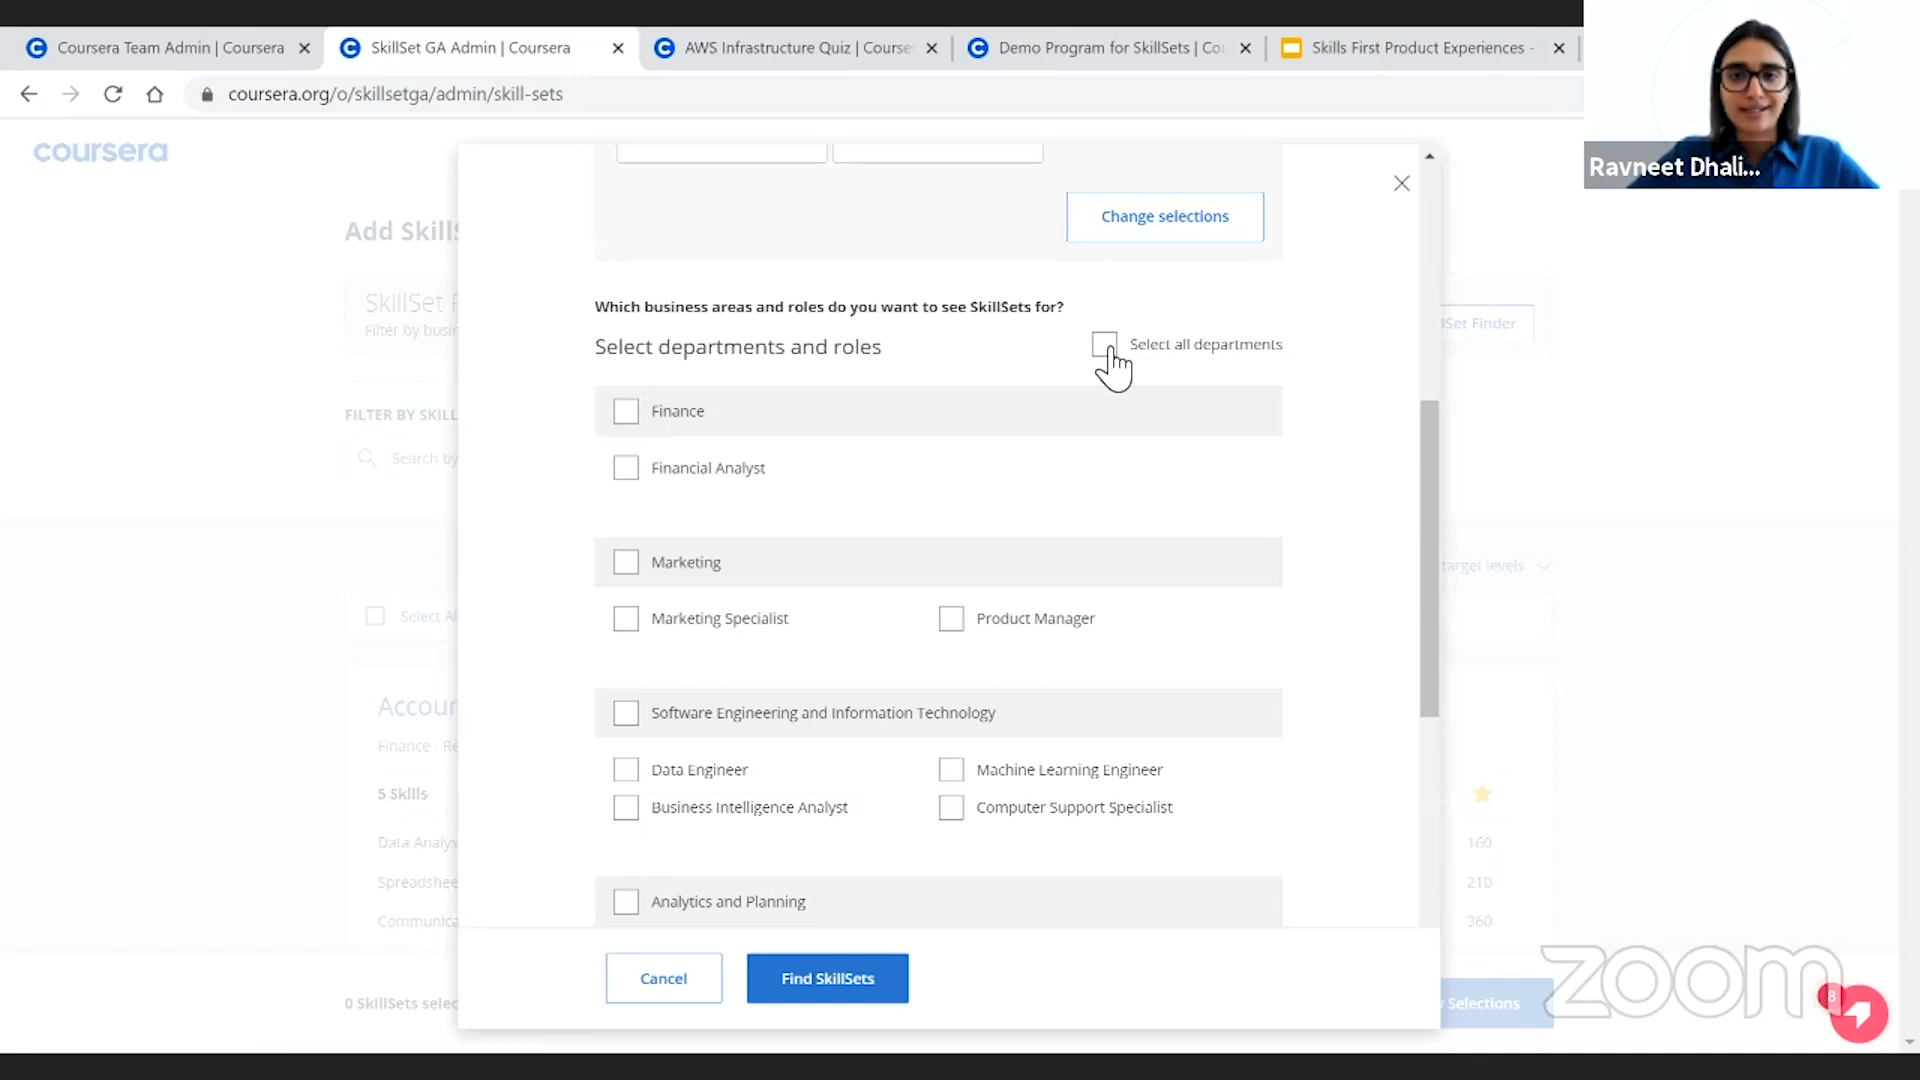 Coursera Team Admin | Coursera
SkillSet GA Admin | Coursera
AWS Infrastructure Quiz | Course
Demo Program for SkillSets | Cou
Skills First Product Experiences -
coursera.org/o/skillsetga/admin/skill-sets
Ravneet Dhali...
coursera
Change selections
Add Skills
SkillSet F
Filter by busin
Which business areas and roles do you want to see SkillSets for?
Select departments and roles
Select all departments
lSet Finder
FILTER BY SKILL
Search by
Finance
Financial Analyst
Marketing
target levels
Marketing Specialist
Product Manager
Select Al
Software Engineering and Information Technology
Accour
Finance - Re
Data Engineer
Machine Learning Engineer
5 Skills
Business Intelligence Analyst
Computer Support Specialist
Data Analys
160
Spreadshee
210
Analytics and Planning
Communica
360
Cancel
Find SkillSets
0 SkillSets selec
y Selections
zoom
8